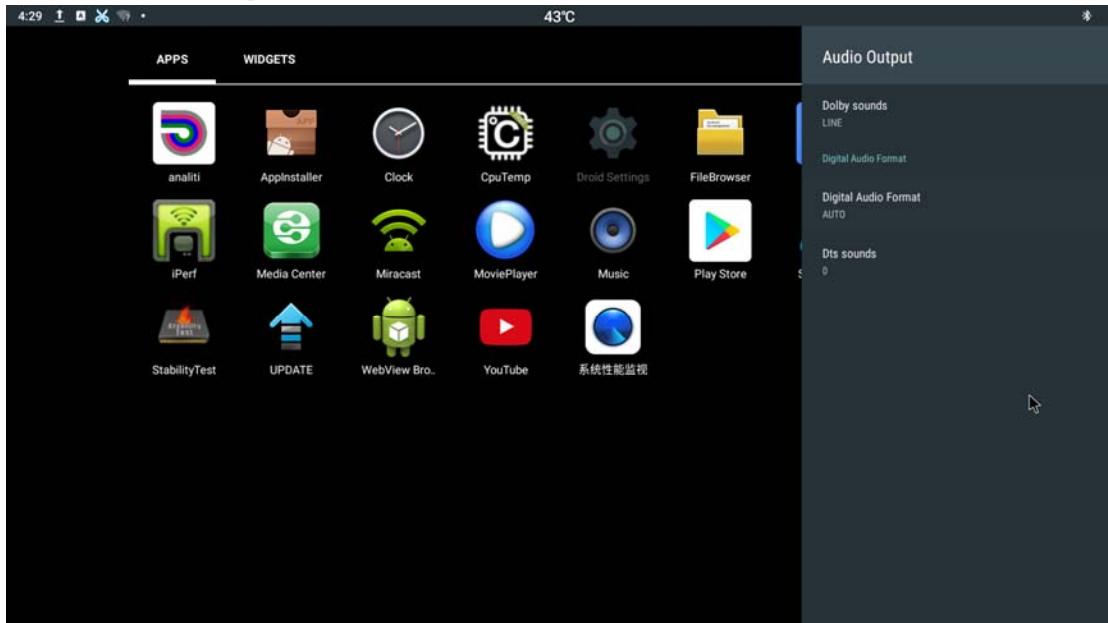 4:29
43°C
APPS WIDGETS
analiti AppInstaller Clock CpuTemp Droid Settings FileBrowser
iPerf Media Center Miracast MoviePlayer Music Play Store S
StabilityTest UPDATE WebView Bro.. YouTube 系统性能监视
Audio Output
Dolby sounds
LINE
Digital Audio Format
Digital Audio Format
AUTO
Dts sounds
0